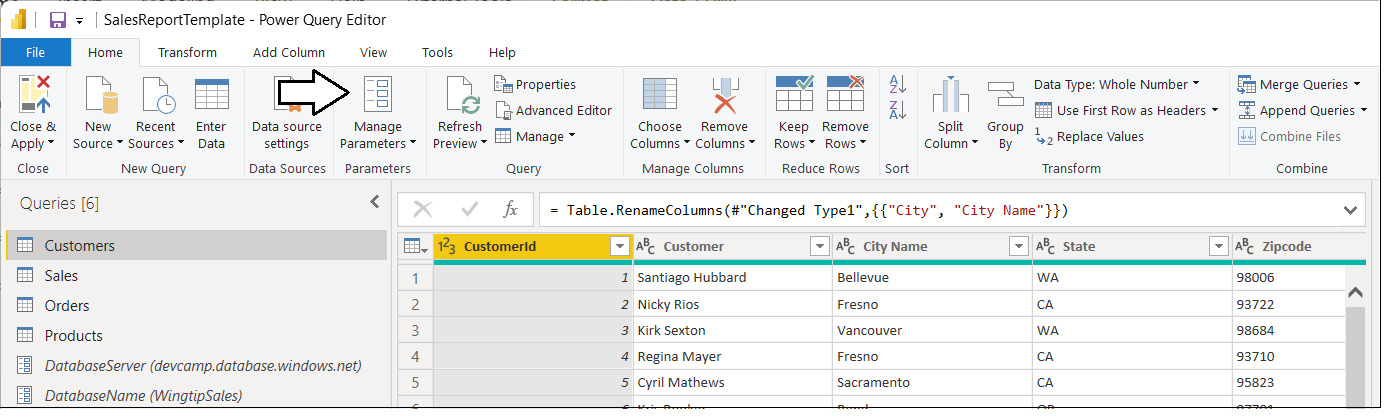 SalesReportTemplate - Power Query Editor
File Home Transform Add Column View Tools Help
Close & Apply
New Source
Recent Sources
Enter Data
Data source settings
Manage Parameters
Refresh Preview
Properties
Advanced Editor
Manage
Choose Columns
Remove Columns
Keep Rows
Remove Rows
Split Column
Group By
Data Type: Whole Number
Use First Row as Headers
Replace Values
Merge Queries
Append Queries
Combine Files
Close New Query Data Sources Parameters Query Manage Columns Reduce Rows Sort Transform Combine
Queries [6]
Customers
Sales
Orders
Products
DatabaseServer (devcamp.database.windows.net)
DatabaseName (WingtipSales)
fx = Table.RenameColumns(#"Changed Type1",{{"City", "City Name"}})
123 CustomerId ABC Customer ABC City Name ABC State ABC Zipcode
1 1 Santiago Hubbard Bellevue WA 98006
2 2 Nicky Rios Fresno CA 93722
3 3 Kirk Sexton Vancouver WA 98684
4 4 Regina Mayer Fresno CA 93710
5 5 Cyril Mathews Sacramento CA 95823